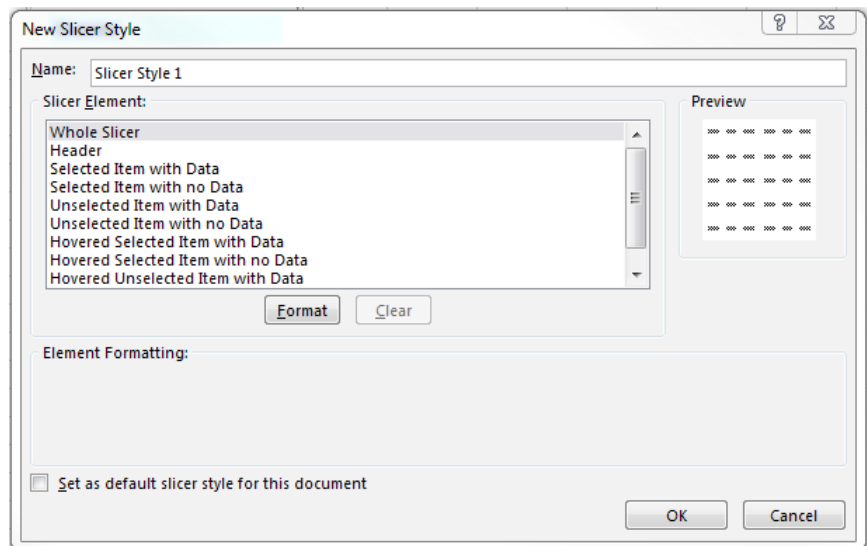 New Slicer Style
Name: Slicer Style 1
Slicer Element:
Whole Slicer
Header
Selected Item with Data
Selected Item with no Data
Unselected Item with Data
Unselected Item with no Data
Hovered Selected Item with Data
Hovered Selected Item with no Data
Hovered Unselected Item with Data
Format Clear
Preview
Element Formatting:
Set as default slicer style for this document
OK Cancel